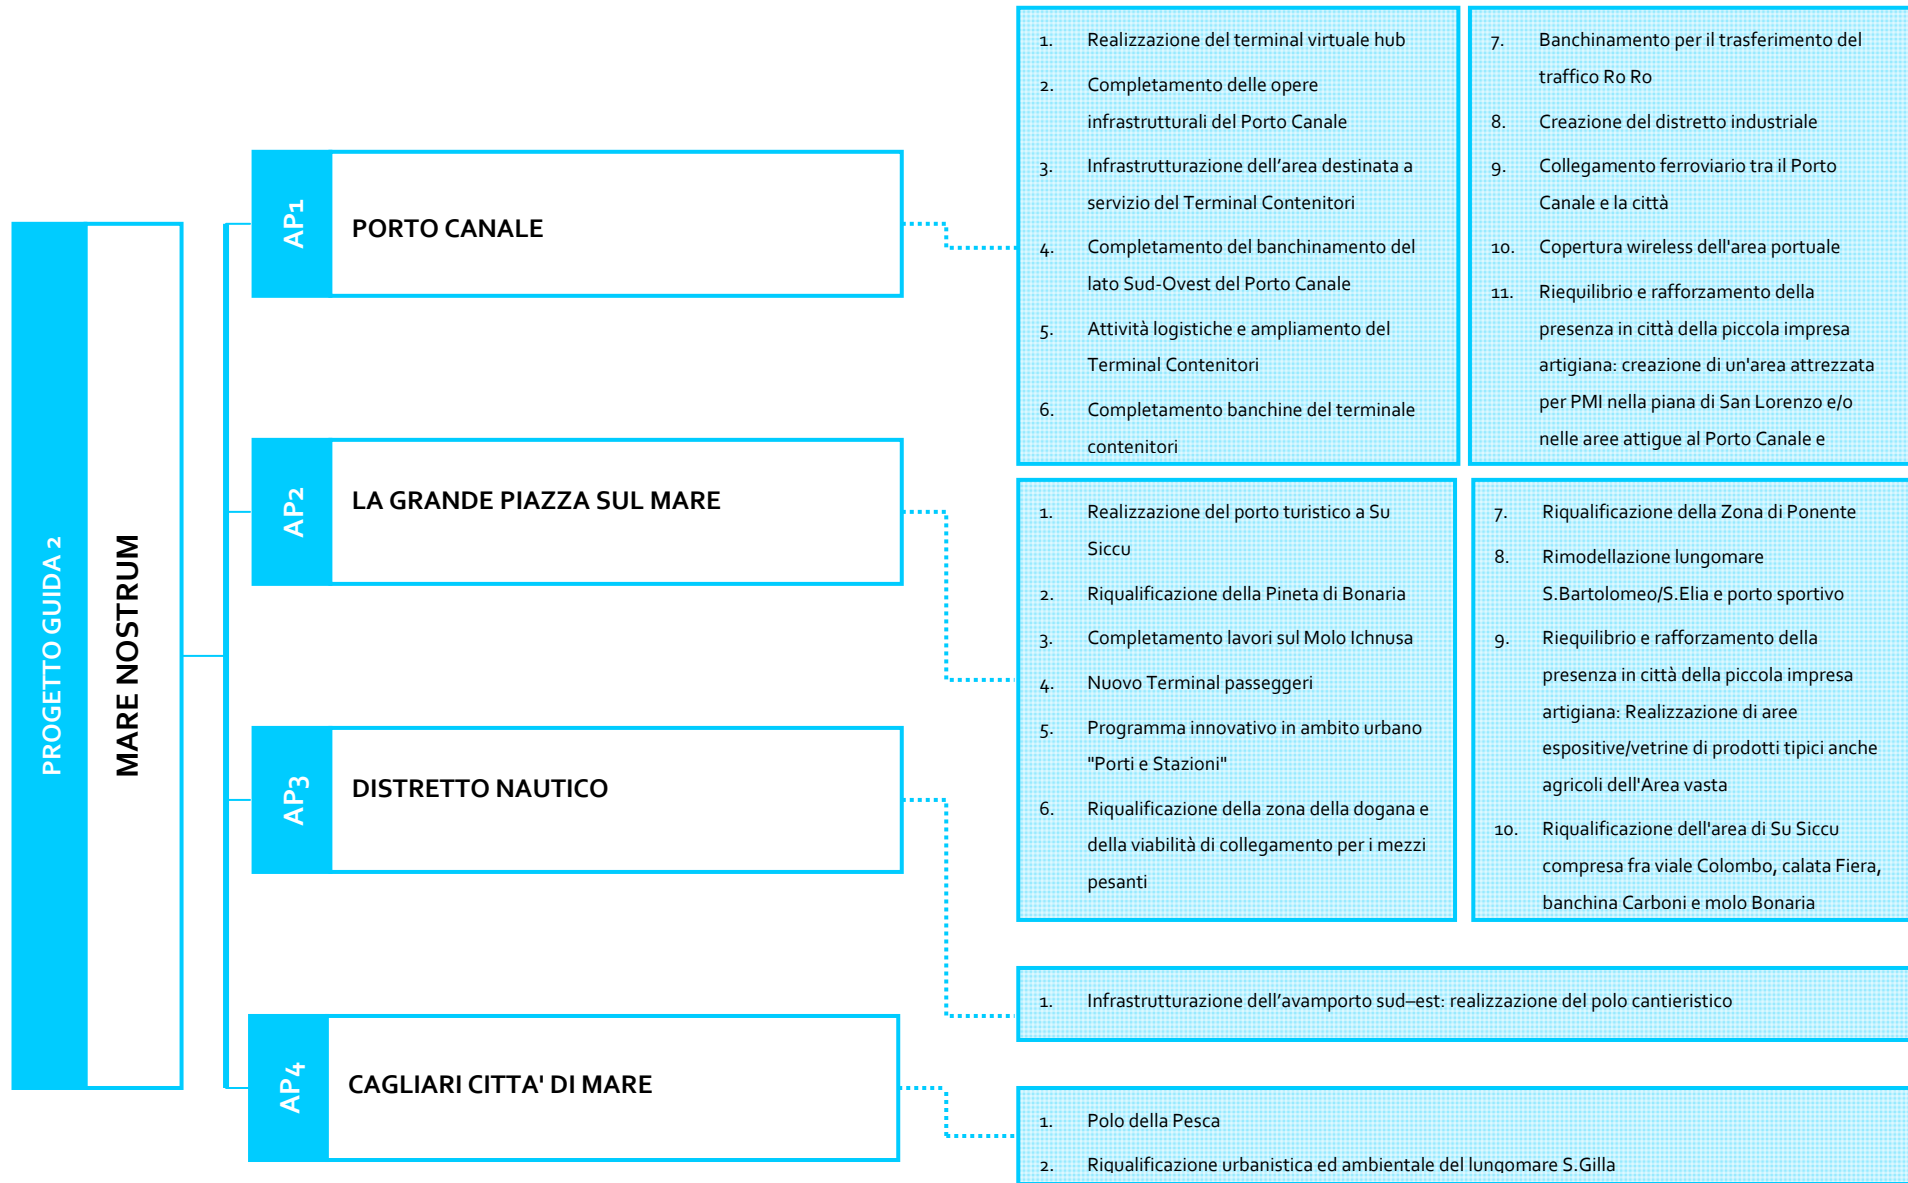 PROGETTO GUIDA 2
MARE NOSTRUM
AP1
PORTO CANALE
1. Realizzazione del terminal virtuale hub
2. Completamento delle opere
infrastrutturali del Porto Canale
3. Infrastrutturazione dell’area destinata a
servizio del Terminal Contenitori
4. Completamento del banchinamento del
lato Sud-Ovest del Porto Canale
5. Attività logistiche e ampliamento del
Terminal Contenitori
6. Completamento banchine del terminale
contenitori
7. Banchinamento per il trasferimento del
traffico Ro Ro
8. Creazione del distretto industriale
9. Collegamento ferroviario tra il Porto
Canale e la città
10. Copertura wireless dell'area portuale
11. Riequilibrio e rafforzamento della
presenza in città della piccola impresa
artigiana: creazione di un'area attrezzata
per PMI nella piana di San Lorenzo e/o
nelle aree attigue al Porto Canale e
AP2
LA GRANDE PIAZZA SUL MARE
1. Realizzazione del porto turistico a Su
Siccu
2. Riqualificazione della Pineta di Bonaria
3. Completamento lavori sul Molo Ichnusa
4. Nuovo Terminal passeggeri
5. Programma innovativo in ambito urbano
"Porti e Stazioni"
6. Riqualificazione della zona della dogana e
della viabilità di collegamento per i mezzi
pesanti
7. Riqualificazione della Zona di Ponente
8. Rimodellazione lungomare
S.Bartolomeo/S.Elia e porto sportivo
9. Riequilibrio e rafforzamento della
presenza in città della piccola impresa
artigiana: Realizzazione di aree
espositive/vetrine di prodotti tipici anche
agricoli dell'Area vasta
10. Riqualificazione dell'area di Su Siccu
compresa fra viale Colombo, calata Fiera,
banchina Carboni e molo Bonaria
AP3
DISTRETTO NAUTICO
1. Infrastrutturazione dell’avamporto sud–est: realizzazione del polo cantieristico
AP4
CAGLIARI CITTA' DI MARE
1. Polo della Pesca
2. Riqualificazione urbanistica ed ambientale del lungomare S.Gilla